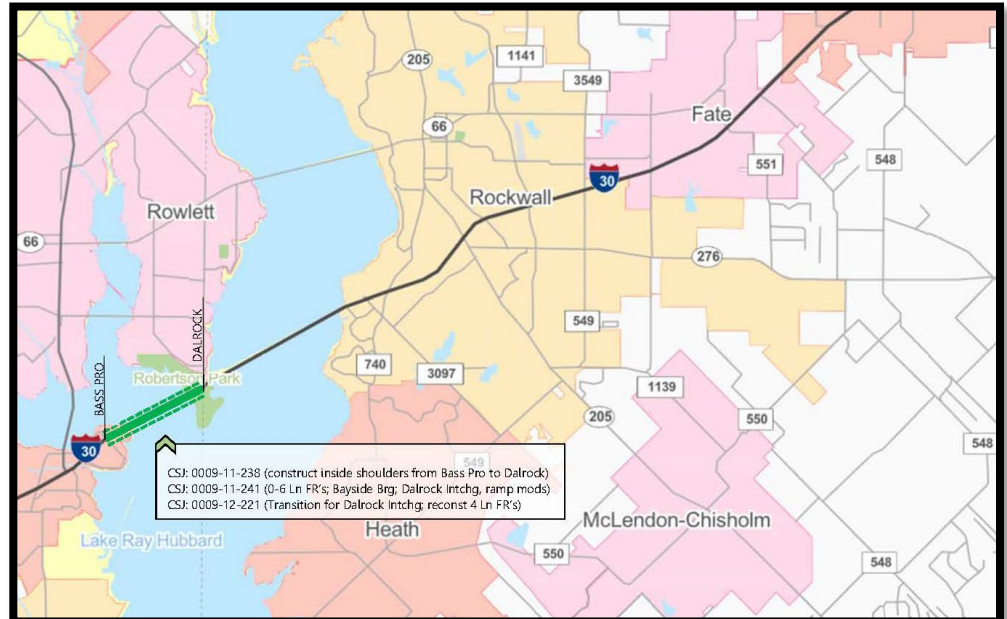 205
1141
3549
66
Fate
551
548
30
Rockwall
Rowlett
66
276
549
DALROCK
BASS PRO
Robertson Park
740
3097
1139
205
550
548
30
549
CSJ: 0009-11-238 (construct inside shoulders from Bass Pro to Dalrock)
CSJ: 0009-11-241 (0-6 Ln FR's; Bayside Brg; Dalrock Intchg, ramp mods)
CSJ: 0009-12-221 (Transition for Dalrock Intchg; reconst 4 Ln FR's)
Heath
McLendon-Chisholm
Lake Ray Hubbard
550
548